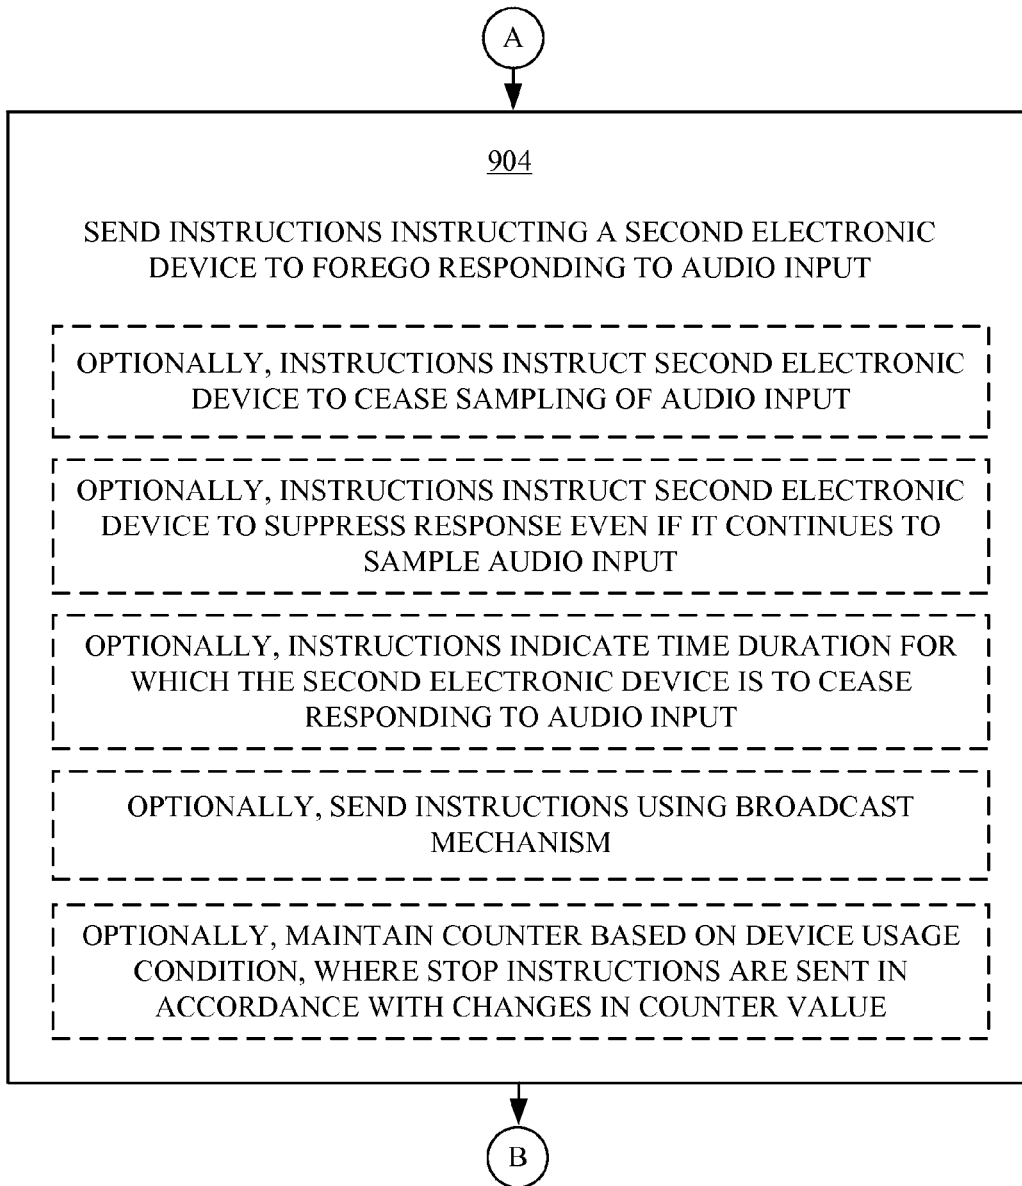 A
904
SEND INSTRUCTIONS INSTRUCTING A SECOND ELECTRONIC
DEVICE TO FOREGO RESPONDING TO AUDIO INPUT
OPTIONALLY, INSTRUCTIONS INSTRUCT SECOND ELECTRONIC
DEVICE TO CEASE SAMPLING OF AUDIO INPUT
OPTIONALLY, INSTRUCTIONS INSTRUCT SECOND ELECTRONIC
DEVICE TO SUPPRESS RESPONSE EVEN IF IT CONTINUES TO
SAMPLE AUDIO INPUT
OPTIONALLY, INSTRUCTIONS INDICATE TIME DURATION FOR
WHICH THE SECOND ELECTRONIC DEVICE IS TO CEASE
RESPONDING TO AUDIO INPUT
OPTIONALLY, SEND INSTRUCTIONS USING BROADCAST
MECHANISM
OPTIONALLY, MAINTAIN COUNTER BASED ON DEVICE USAGE
CONDITION, WHERE STOP INSTRUCTIONS ARE SENT IN
ACCORDANCE WITH CHANGES IN COUNTER VALUE
B